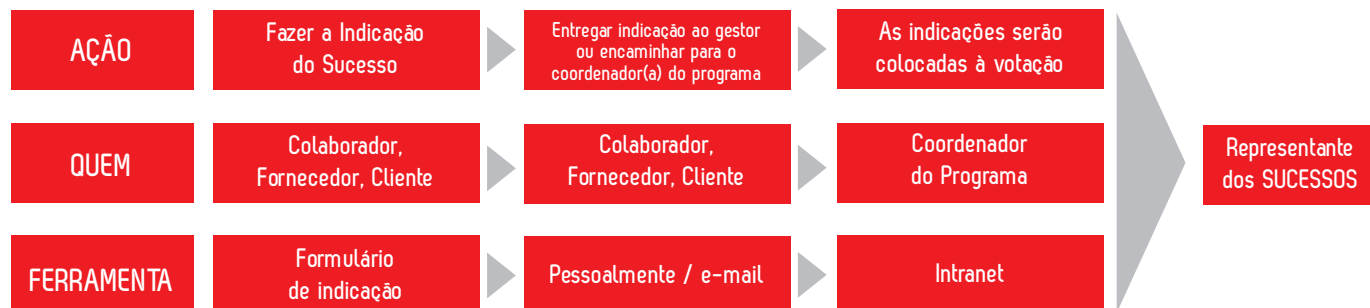 AÇÃO
Fazer a Indicação
do Sucesso
Entregar indicação ao gestor
ou encaminhar para o
coordenador(a) do programa
As indicações serão
colocadas à votação
QUEM
Colaborador,
Fornecedor, Cliente
Colaborador,
Fornecedor, Cliente
Coordenador
do Programa
Representante
dos SUCESSOS
FERRAMENTA
Formulário
de indicação
Pessoalmente / e-mail
Intranet